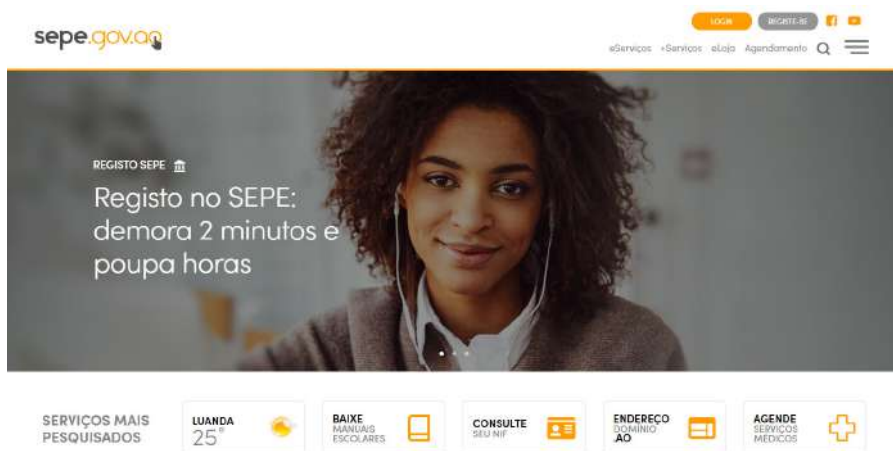 LOGIN
REGISTE-SE
sepe.gov.ao
eServiços +Serviços eLoja Agendamento
REGISTO SEPE
Registo no SEPE:
demora 2 minutos e
poupa horas
SERVIÇOS MAIS
PESQUISADOS
LUANDA
25°
BAIXE
MANUAIS
ESCOLARES
CONSULTE
SEU NIF
ENDEREÇO
DOMÍNIO
.AO
AGENDE
SERVIÇOS
MÉDICOS